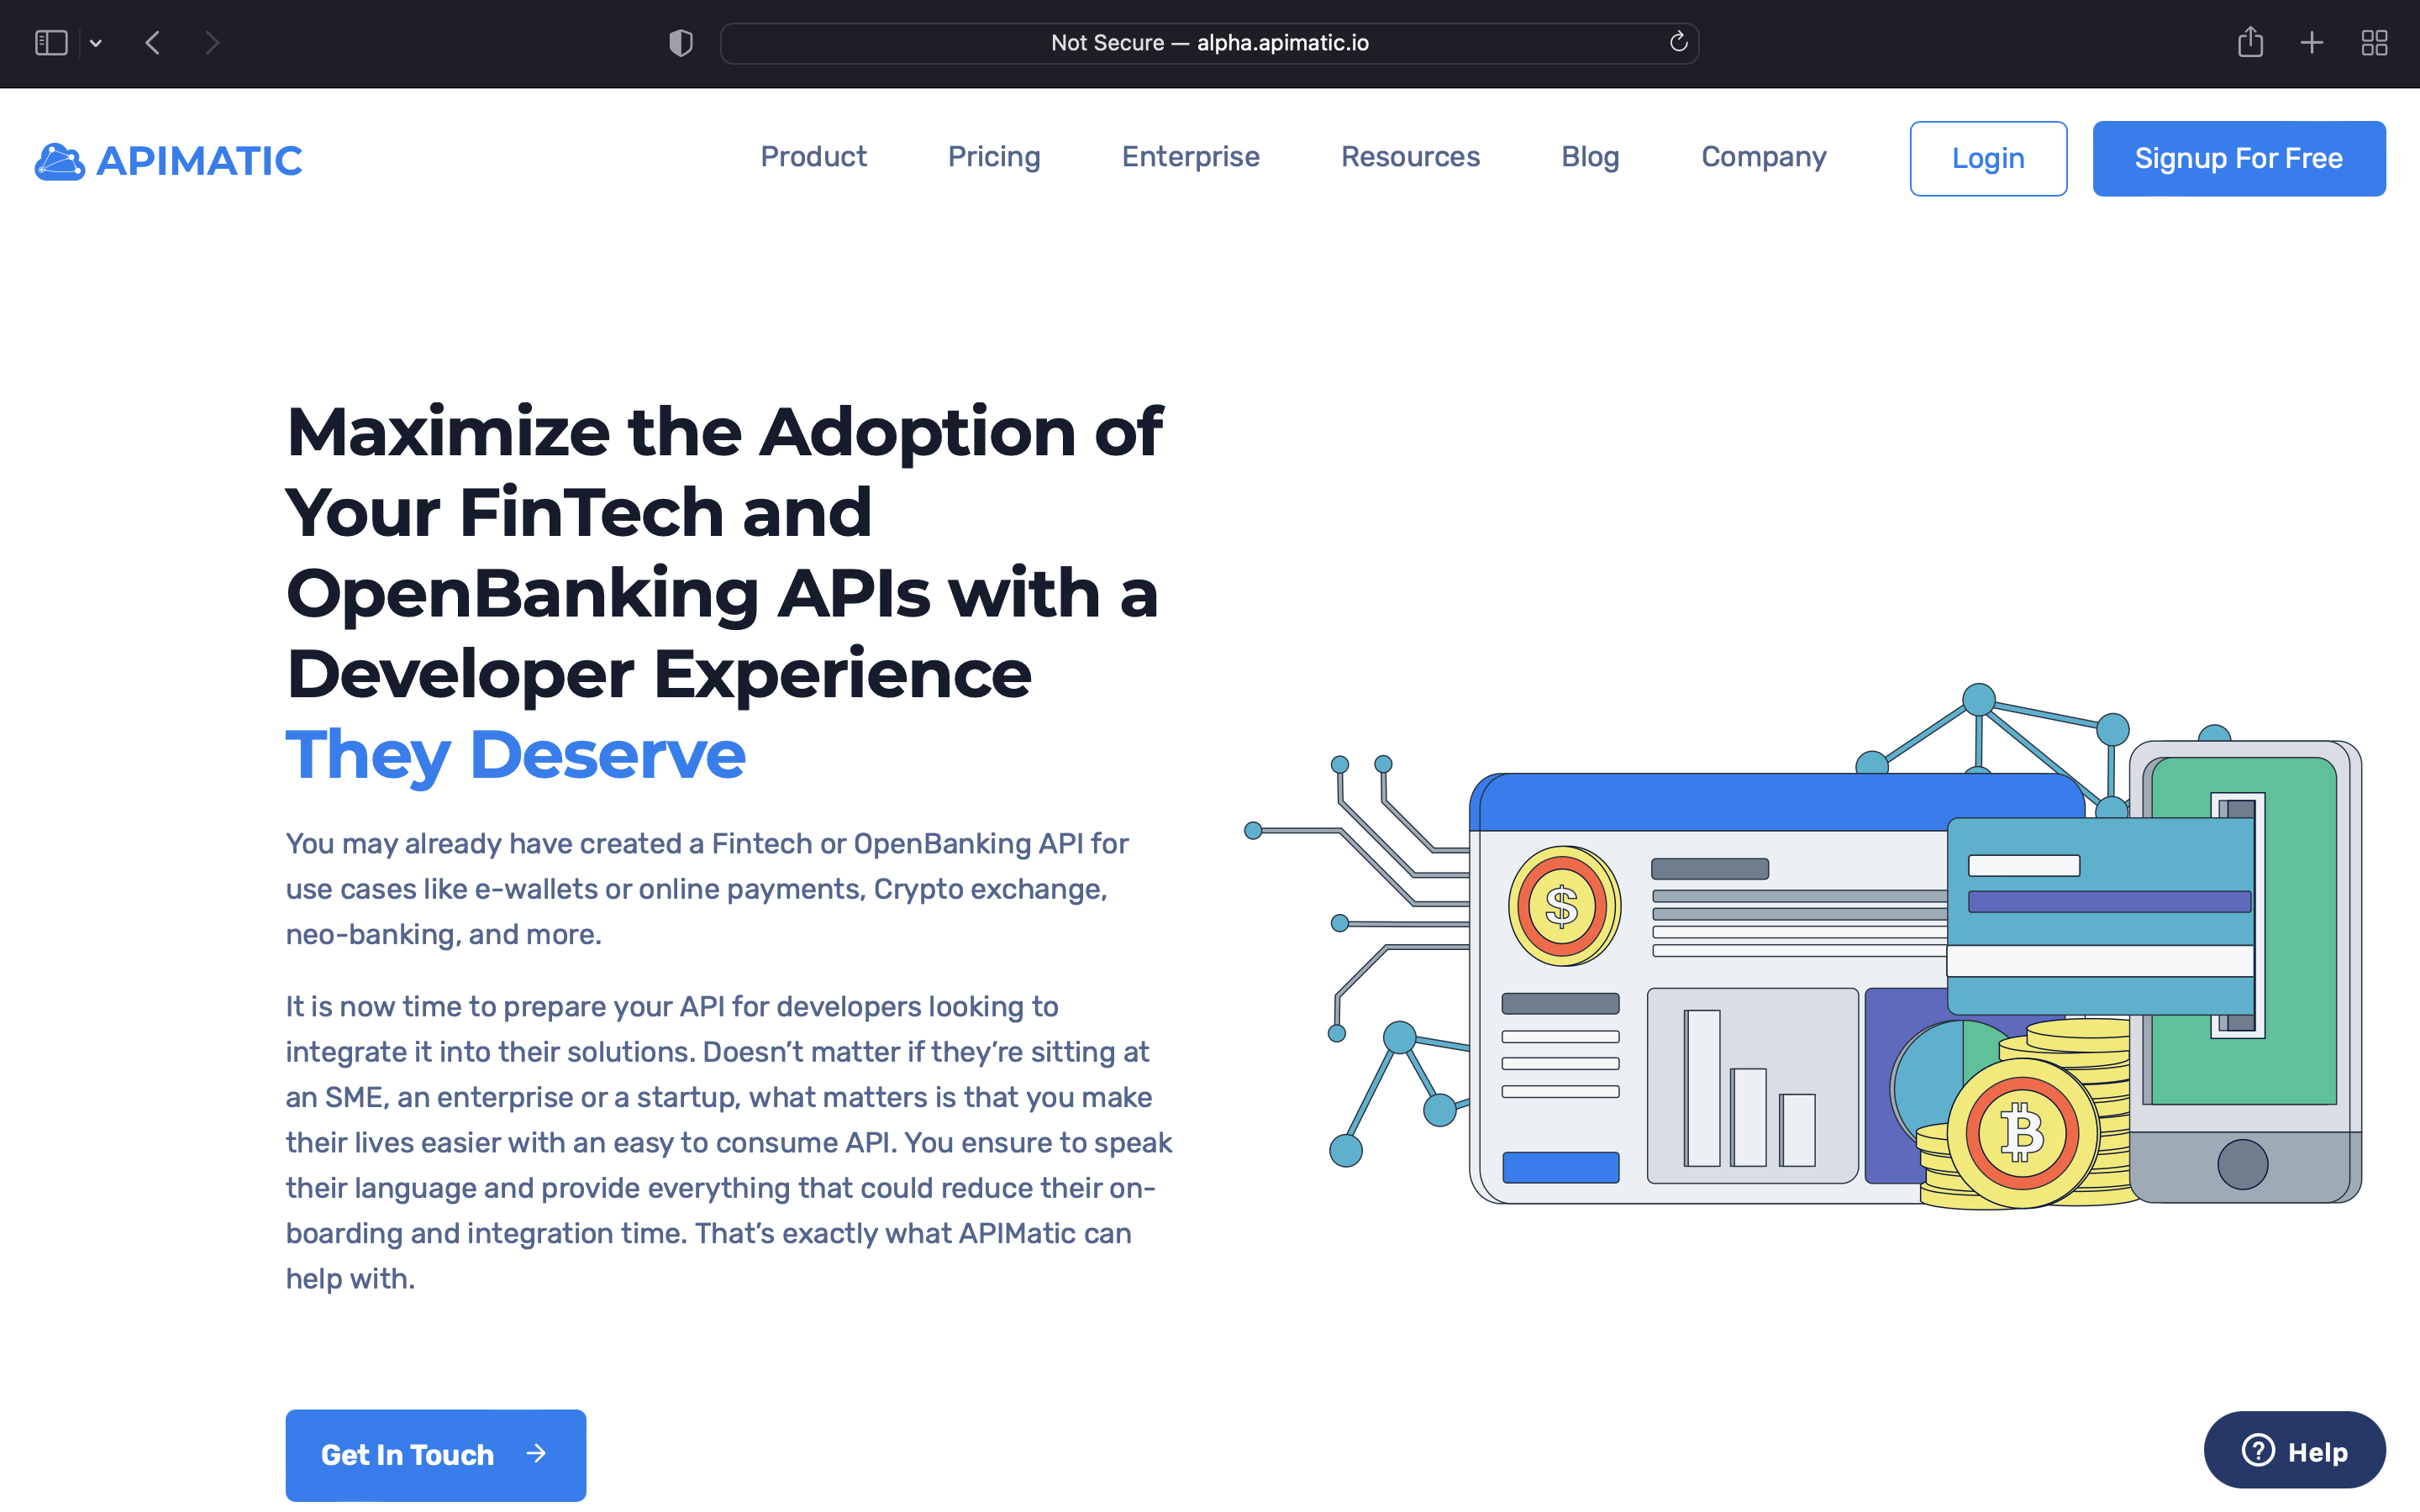 Not Secure — alpha.apimatic.io
APIMATIC
Product
Pricing
Enterprise
Resources
Blog
Company
Login
Signup For Free
Maximize the Adoption of
Your FinTech and
OpenBanking APIs with a
Developer Experience
They Deserve
You may already have created a Fintech or OpenBanking API for
use cases like e-wallets or online payments, Crypto exchange,
neo-banking, and more.
It is now time to prepare your API for developers looking to
integrate it into their solutions. Doesn’t matter if they’re sitting at
an SME, an enterprise or a startup, what matters is that you make
their lives easier with an easy to consume API. You ensure to speak
their language and provide everything that could reduce their on-
boarding and integration time. That’s exactly what APIMatic can
help with.
$
₿
Get In Touch →
? Help